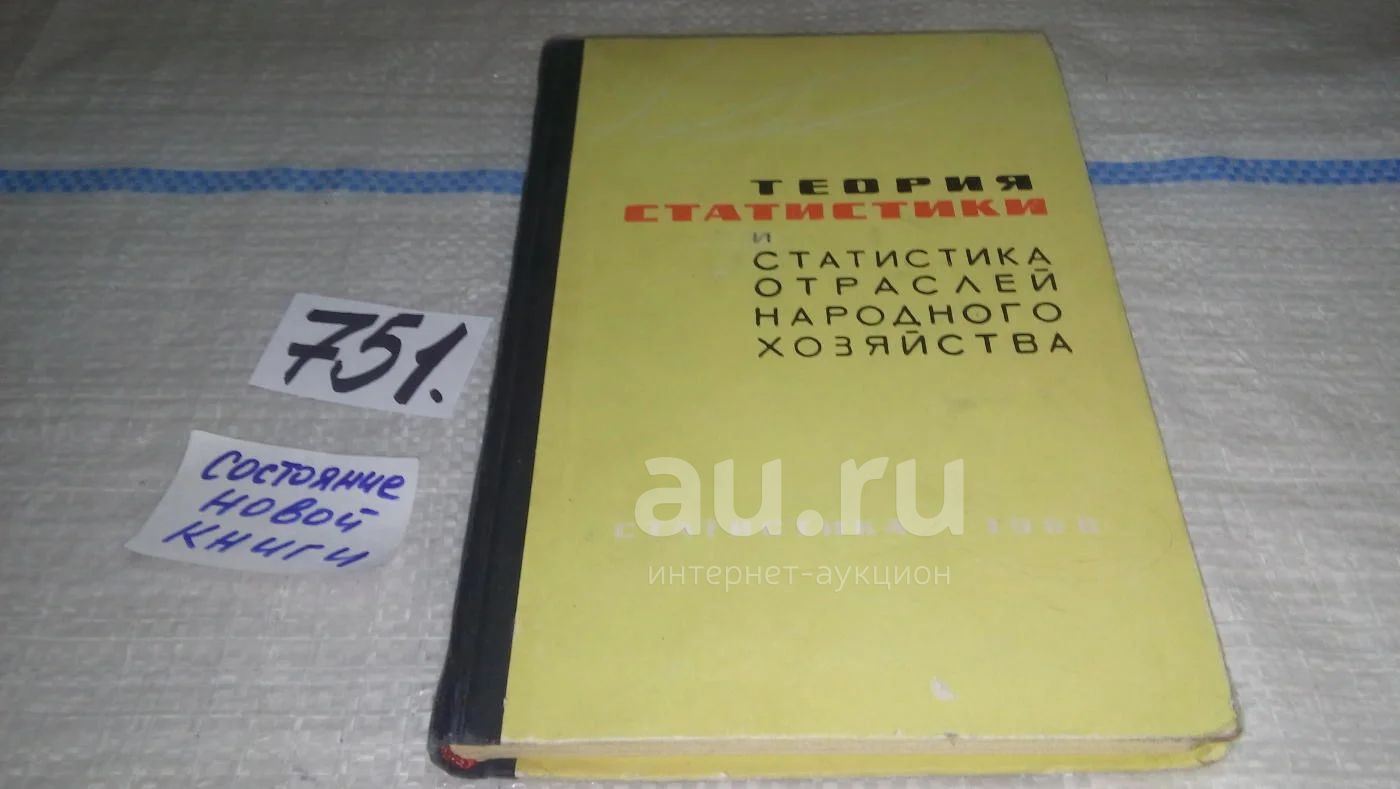 ТЕОРИЯ
СТАТИСТИКИ
И
СТАТИСТИКА
ОТРАСЛЕЙ
НАРОДНОГО
ХОЗЯЙСТВА
751.
состояние
новой
книги
au.ru
интернет-аукцион